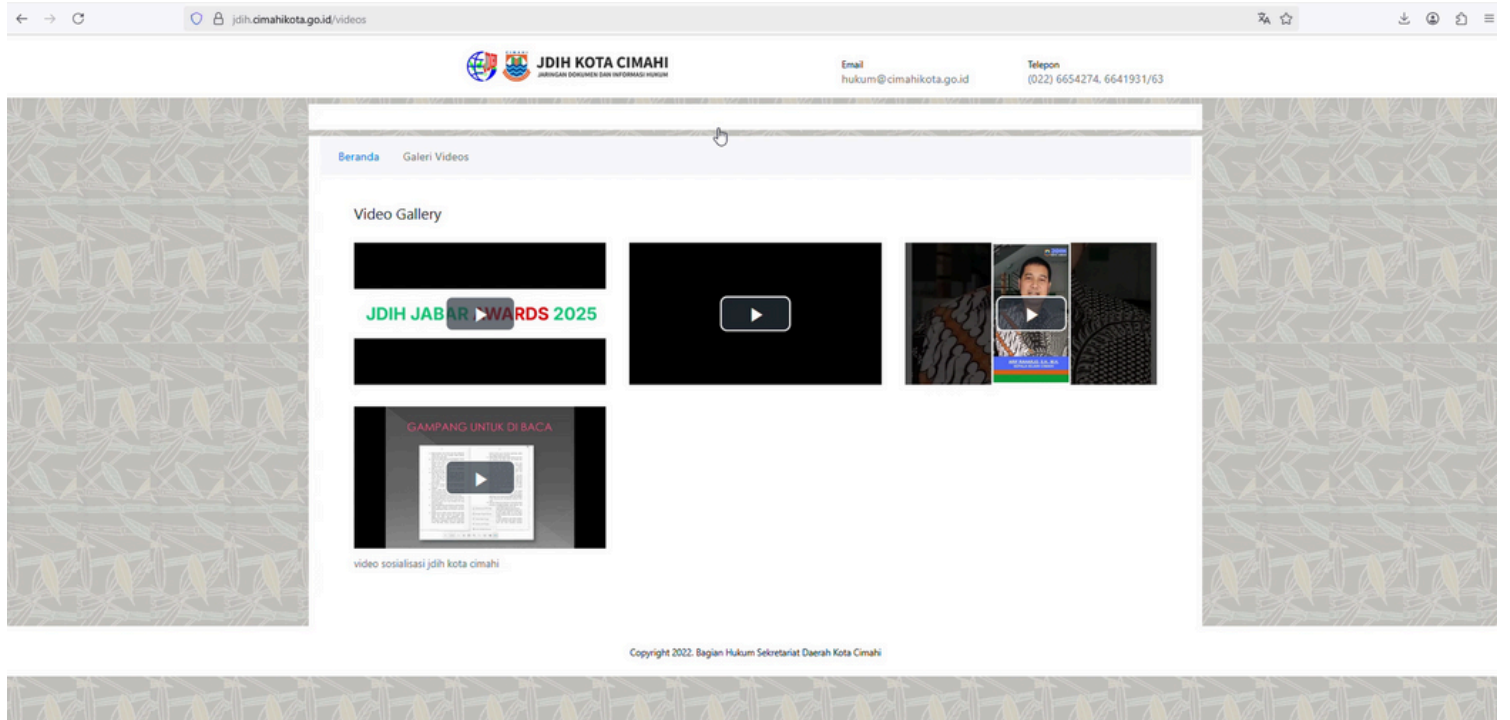 jdih.cimahikota.go.id/videos
CIMAHI
JDIH KOTA CIMAHI
JARINGAN DOKUMEN DAN INFORMASI HUKUM
Email
hukum@cimahikota.go.id
Telepon
(022) 6654274, 6641931/63
Beranda Galeri Videos
Video Gallery
JDIH JABAR AWARDS 2025
GAMPANG UNTUK DI BACA
video sosialisasi jdih kota cimahi
Copyright 2022. Bagian Hukum Sekretariat Daerah Kota Cimahi